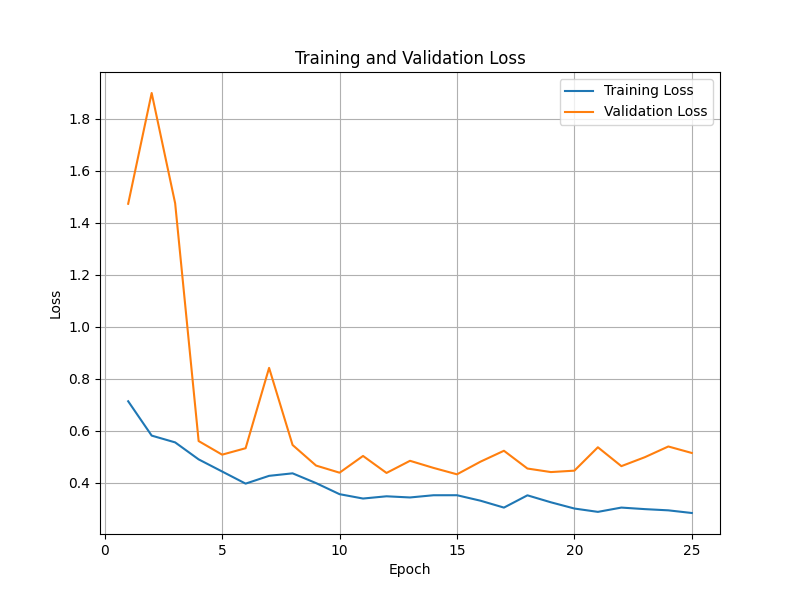 Training and Validation Loss
Training Loss
Validation Loss
1.8
1.6
1.4
1.2
1.0
0.8
0.6
0.4
Loss
0 5 10 15 20 25
Epoch